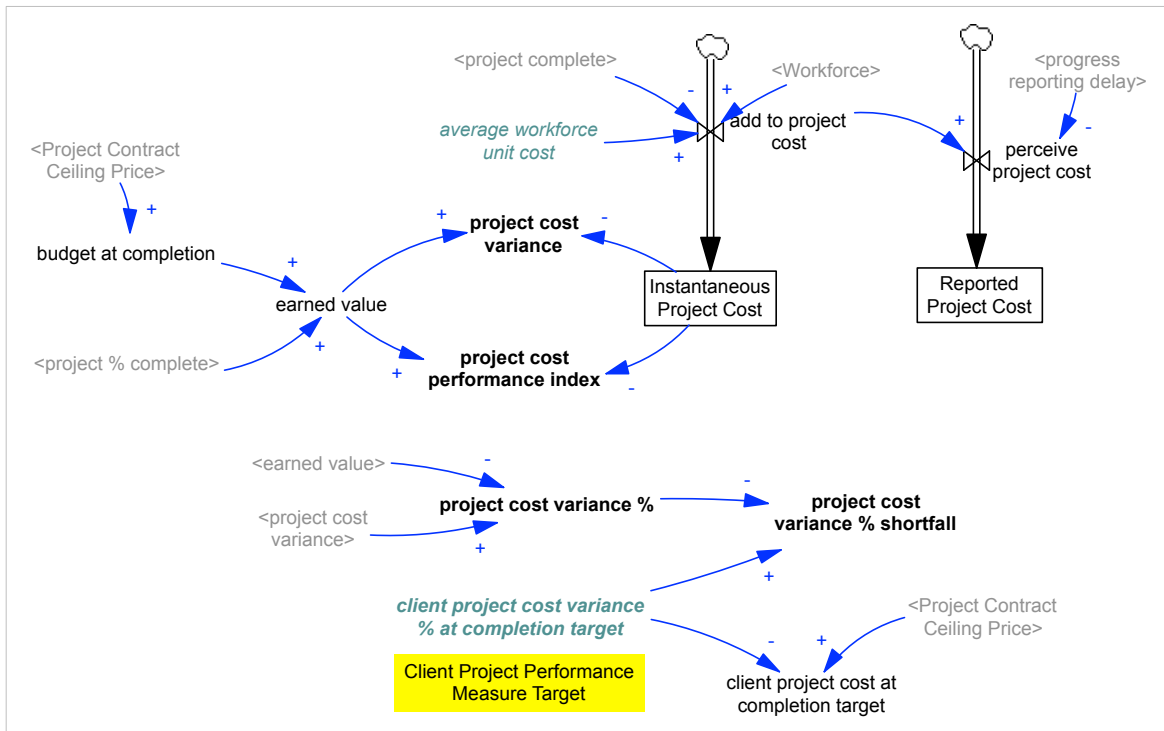 <project complete>
<Workforce>
<progress
reporting delay>
-
+
+
+
-
average workforce
unit cost
add to project
cost
perceive
project cost
+
<Project Contract
Ceiling Price>
+
project cost
variance
+
-
budget at completion
+
earned value
Instantaneous
Project Cost
Reported
Project Cost
<project % complete>
+
project cost
performance index
+
-
<earned value>
-
project cost variance %
-
project cost
variance % shortfall
<project cost
variance>
+
+
client project cost variance
% at completion target
<Project Contract
Ceiling Price>
-
+
Client Project Performance
Measure Target
client project cost at
completion target